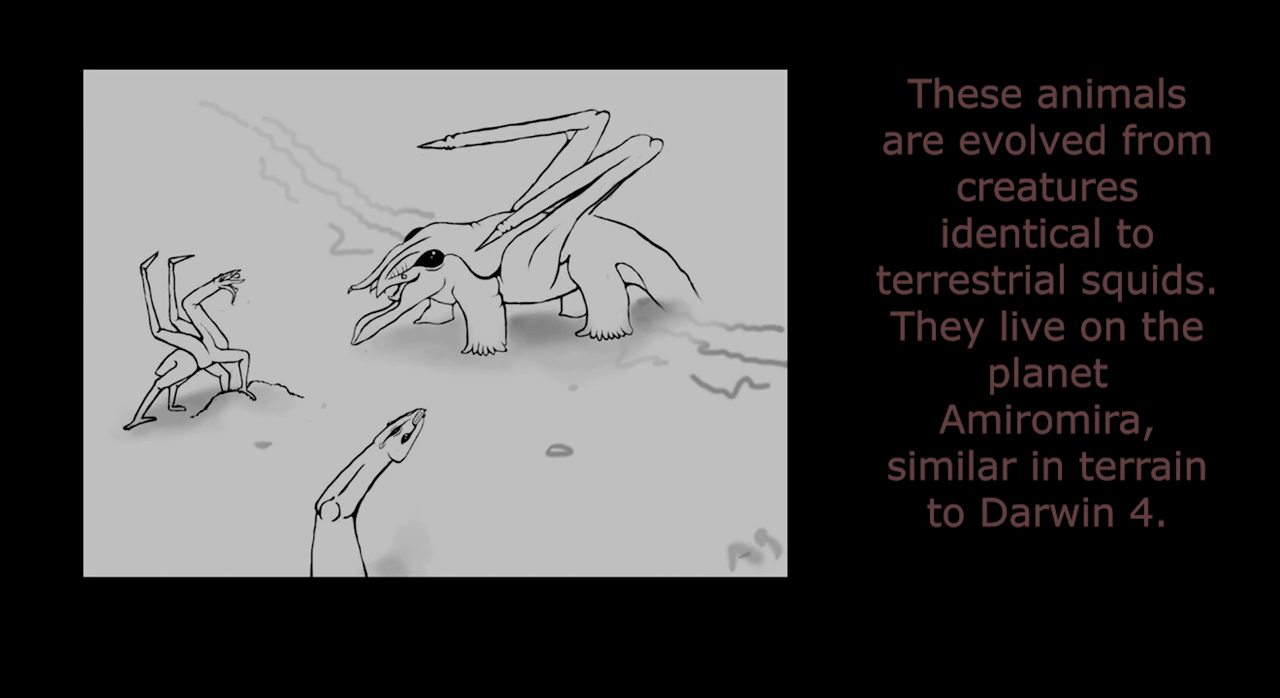 These animals
are evolved from
creatures
identical to
terrestrial squids.
They live on the
planet
Amiromira,
similar in terrain
to Darwin 4.